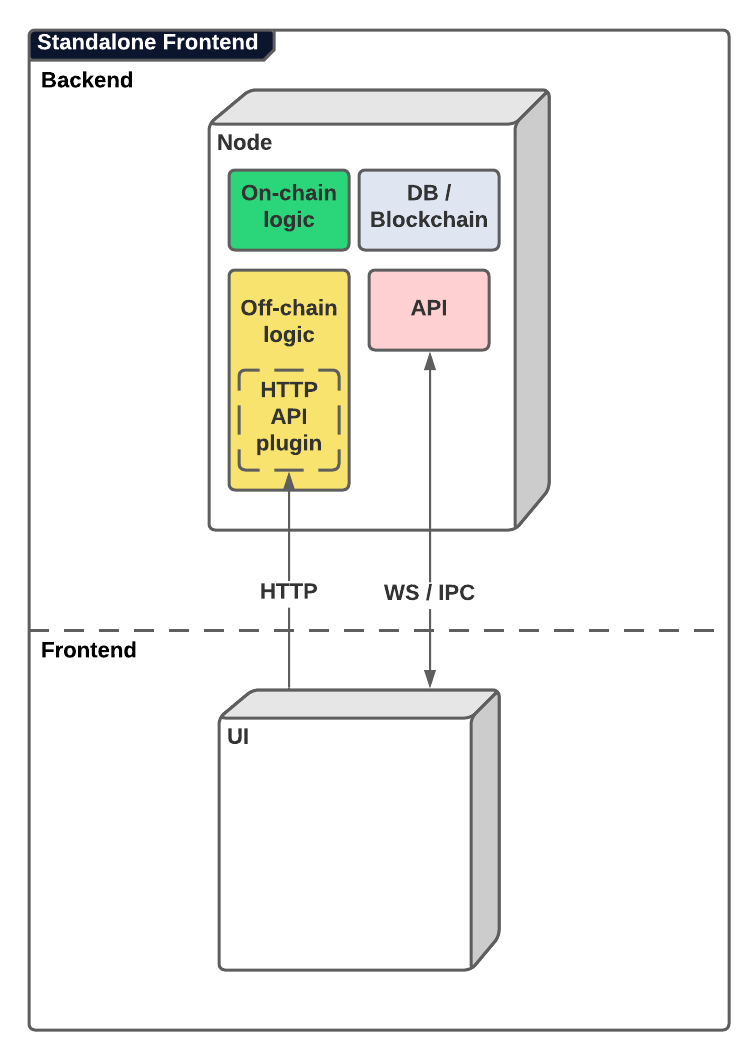 Standalone Frontend
Backend
Node
On-chain
logic
DB /
Blockchain
Off-chain
logic
API
HTTP
API
plugin
HTTP
WS / IPC
Frontend
UI